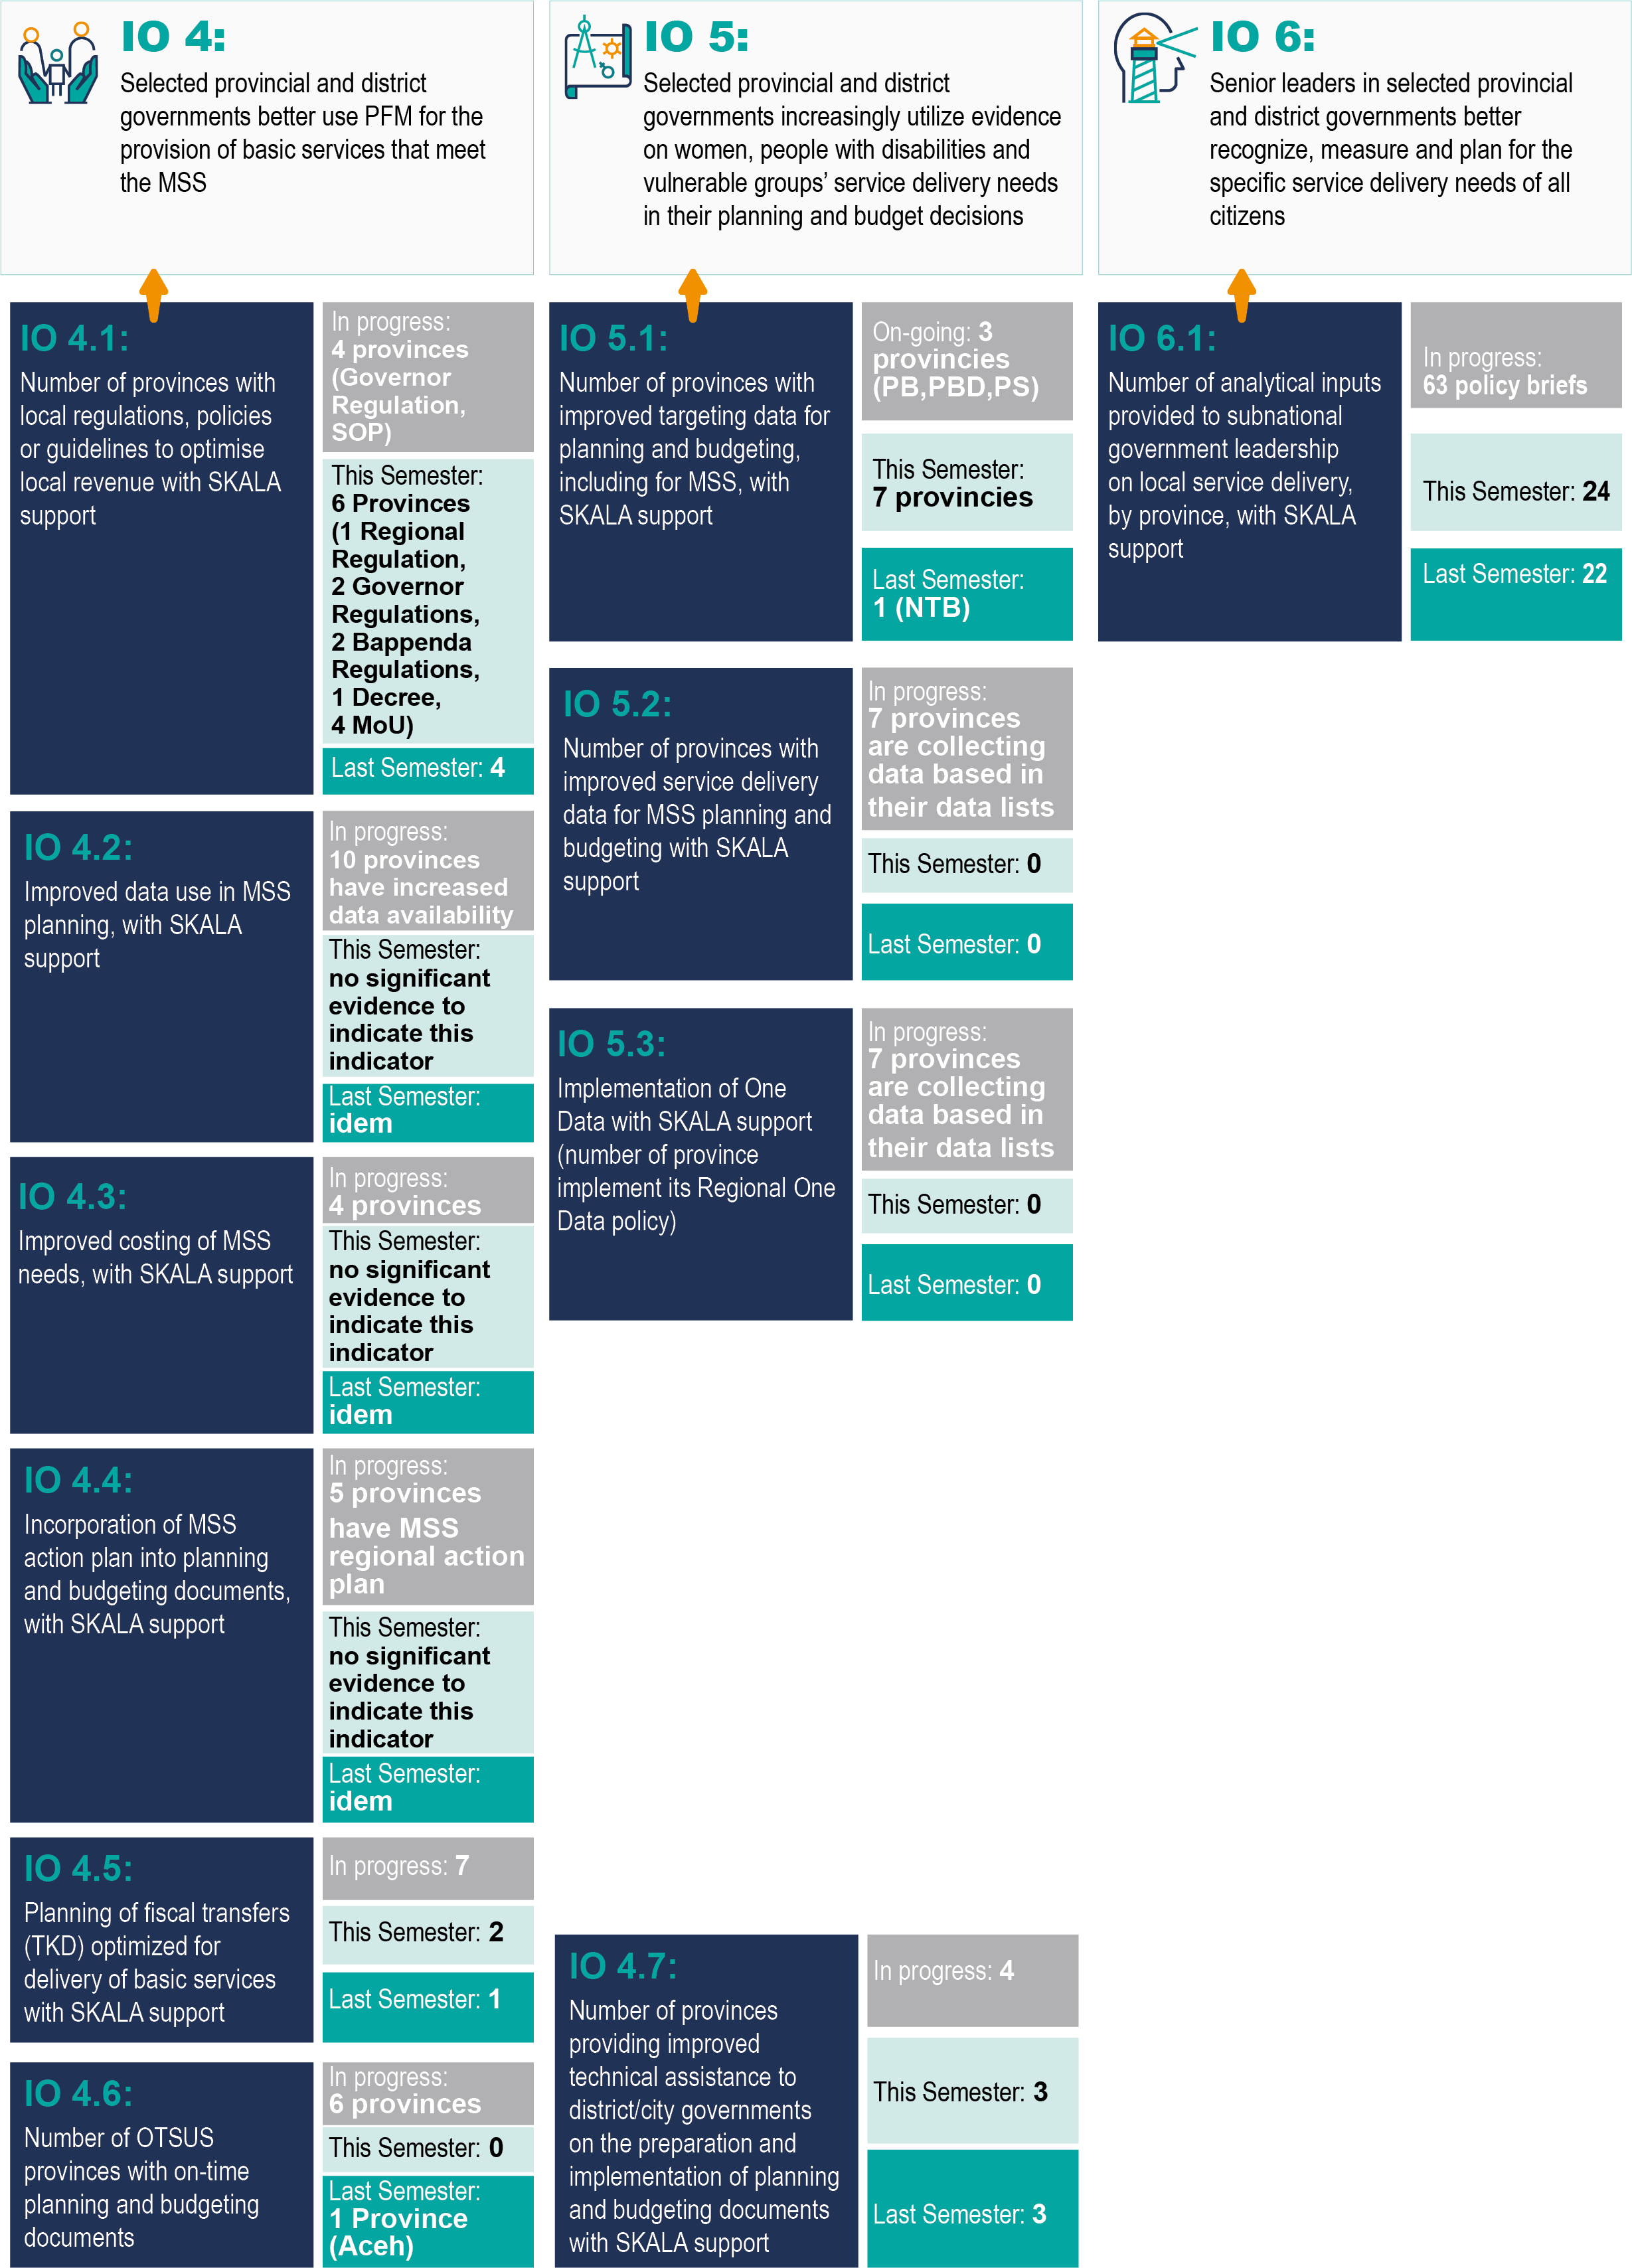 IO 4:
Selected provincial and district
governments better use PFM for the
provision of basic services that meet
the MSS
IO 5:
Selected provincial and district
governments increasingly utilize evidence
on women, people with disabilities and
vulnerable groups’ service delivery needs
in their planning and budget decisions
IO 6:
Senior leaders in selected provincial
and district governments better
recognize, measure and plan for the
specific service delivery needs of all
citizens
IO 4.1:
Number of provinces with
local regulations, policies
or guidelines to optimise
local revenue with SKALA
support
In progress:
4 provinces
(Governor
Regulation,
SOP)
This Semester:
6 Provinces
(1 Regional
Regulation,
2 Governor
Regulations,
2 Bappenda
Regulations,
1 Decree,
4 MoU)
Last Semester: 4
IO 4.2:
Improved data use in MSS
planning, with SKALA
support
In progress:
10 provinces
have increased
data availability
This Semester:
no significant
evidence to
indicate this
indicator
Last Semester:
idem
IO 4.3:
Improved costing of MSS
needs, with SKALA support
In progress:
4 provinces
This Semester:
no significant
evidence to
indicate this
indicator
Last Semester:
idem
IO 4.4:
Incorporation of MSS
action plan into planning
and budgeting documents,
with SKALA support
In progress:
5 provinces
have MSS
regional action
plan
This Semester:
no significant
evidence to
indicate this
indicator
Last Semester:
idem
IO 4.5:
Planning of fiscal transfers
(TKD) optimized for
delivery of basic services
with SKALA support
In progress: 7
This Semester: 2
Last Semester: 1
IO 4.6:
Number of OTSUS
provinces with on-time
planning and budgeting
documents
In progress:
6 provinces
This Semester: 0
Last Semester:
1 Province
(Aceh)
IO 5.1:
Number of provinces with
improved targeting data for
planning and budgeting,
including for MSS, with
SKALA support
On-going: 3
provincies
(PB,PBD,PS)
This Semester:
7 provincies
Last Semester:
1 (NTB)
IO 5.2:
Number of provinces with
improved service delivery
data for MSS planning and
budgeting with SKALA
support
In progress:
7 provinces
are collecting
data based in
their data lists
This Semester: 0
Last Semester: 0
IO 5.3:
Implementation of One
Data with SKALA support
(number of province
implement its Regional One
Data policy)
In progress:
7 provinces
are collecting
data based in
their data lists
This Semester: 0
Last Semester: 0
IO 4.7:
Number of provinces
providing improved
technical assistance to
district/city governments
on the preparation and
implementation of planning
and budgeting documents
with SKALA support
In progress: 4
This Semester: 3
Last Semester: 3
IO 6.1:
Number of analytical inputs
provided to subnational
government leadership
on local service delivery,
by province, with SKALA
support
In progress:
63 policy briefs
This Semester: 24
Last Semester: 22